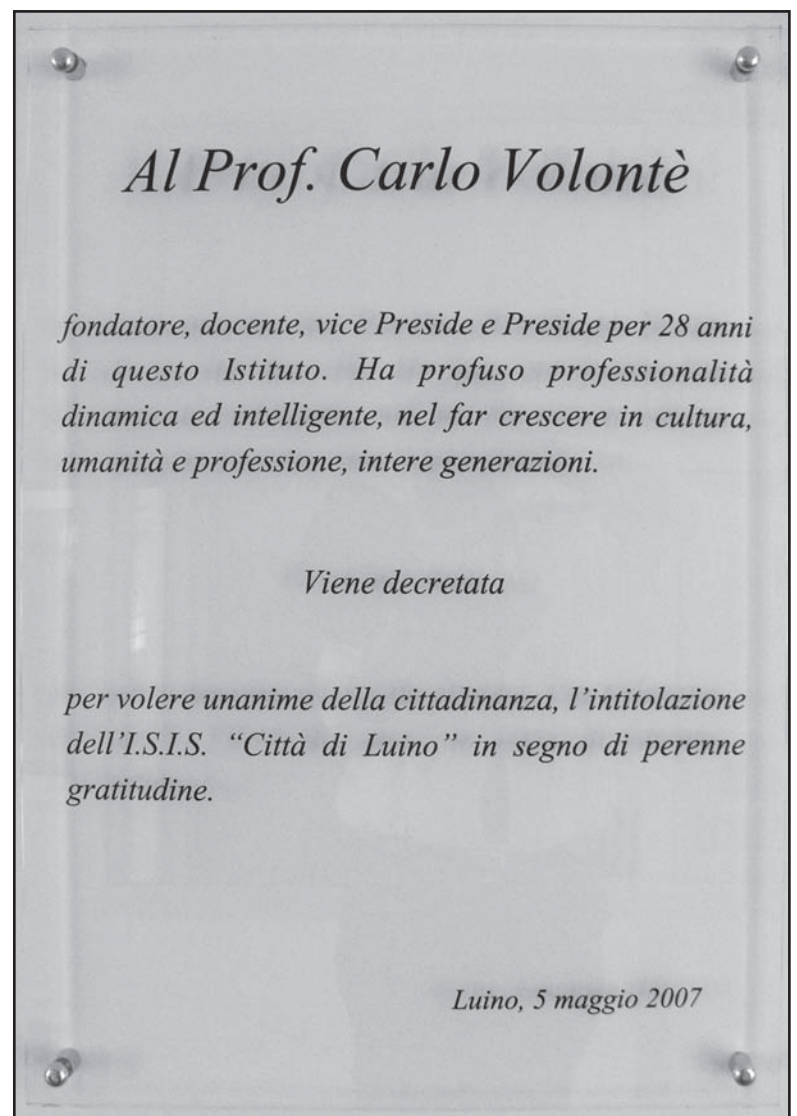 Al Prof. Carlo Volontè
fondatore, docente, vice Preside e Preside per 28 anni
di questo Istituto. Ha profuso professionalità
dinamica ed intelligente, nel far crescere in cultura,
umanità e professione, intere generazioni.
Viene decretata
per volere unanime della cittadinanza, l’intitolazione
dell’I.S.I.S. “Città di Luino” in segno di perenne
gratitudine.
Luino, 5 maggio 2007